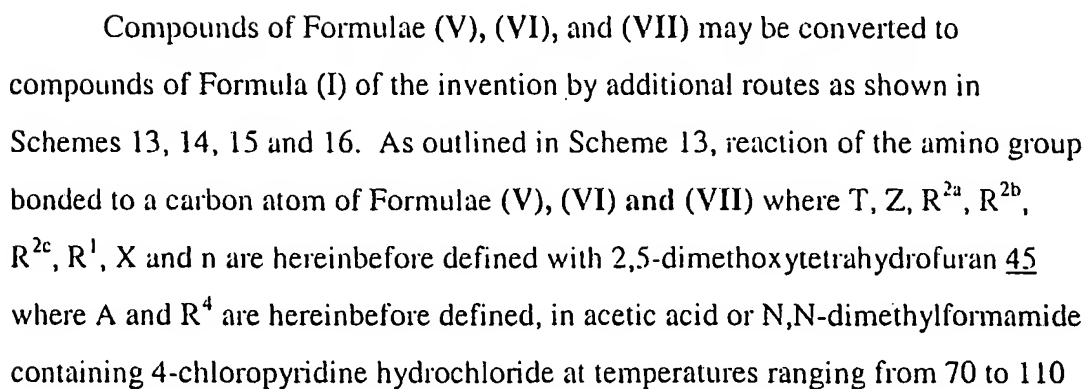 Compounds of Formulae (V), (VI), and (VII) may be converted to
compounds of Formula (I) of the invention by additional routes as shown in
Schemes 13, 14, 15 and 16. As outlined in Scheme 13, reaction of the amino group
bonded to a carbon atom of Formulae (V), (VI) and (VII) where T, Z, R²ᵃ, R²ᵇ,
R²ᶜ, R¹, X and n are hereinbefore defined with 2,5-dimethoxytetrahydrofuran 45
where A and R⁴ are hereinbefore defined, in acetic acid or N,N-dimethylformamide
containing 4-chloropyridine hydrochloride at temperatures ranging from 70 to 110